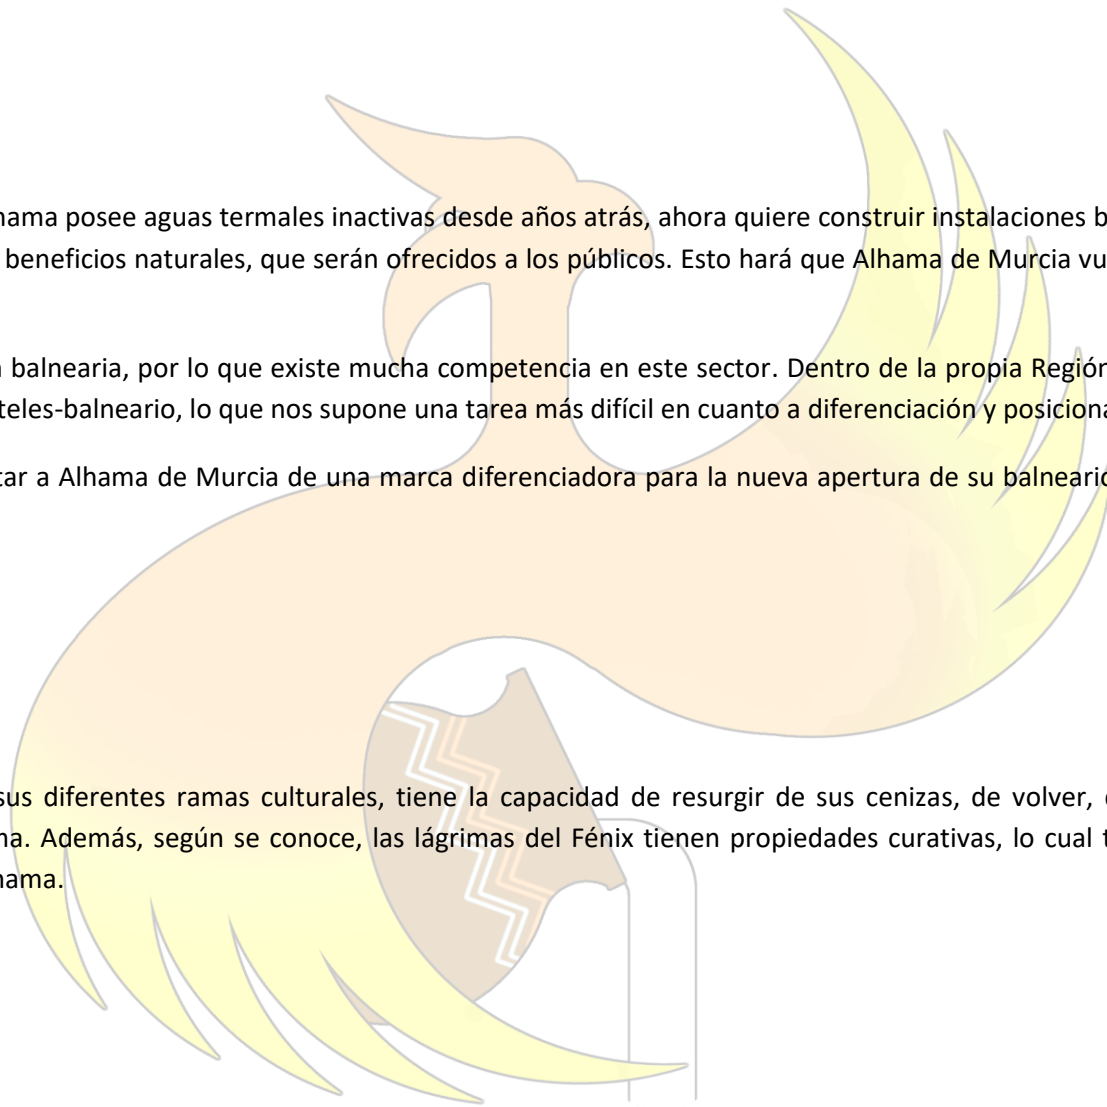 hama posee aguas termales inactivas desde años atrás, ahora quiere construir instalaciones b
beneficios naturales, que serán ofrecidos a los públicos. Esto hará que Alhama de Murcia vu
balnearia, por lo que existe mucha competencia en este sector. Dentro de la propia Región
teles-balneario, lo que nos supone una tarea más difícil en cuanto a diferenciación y posiciona
tar a Alhama de Murcia de una marca diferenciadora para la nueva apertura de su balneario
sus diferentes ramas culturales, tiene la capacidad de resurgir de sus cenizas, de volver,
na. Además, según se conoce, las lágrimas del Fénix tienen propiedades curativas, lo cual t
hama.